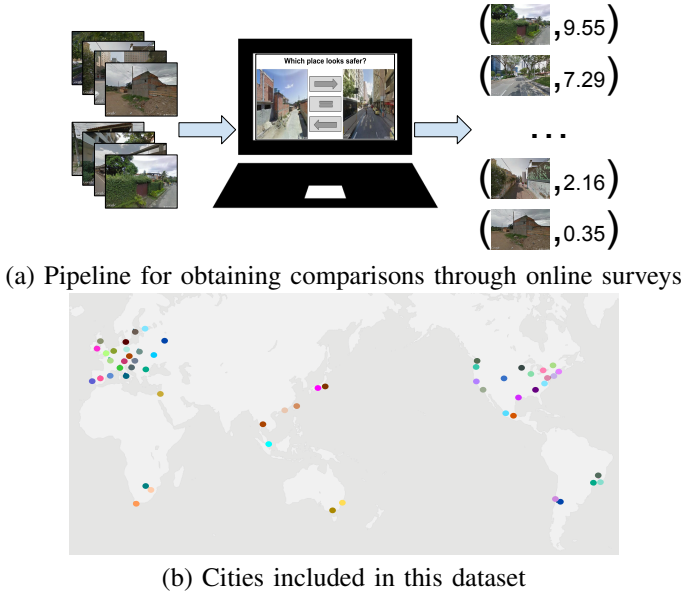 Which place looks safer?
( ,9.55)
( ,7.29)
...
( ,2.16)
( ,0.35)
(a) Pipeline for obtaining comparisons through online surveys
(b) Cities included in this dataset